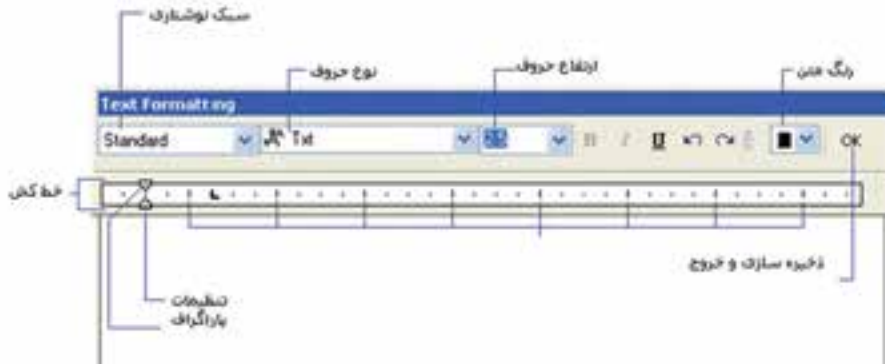 سبک نوشتاری
نوع حروف
ارتفاع حروف
رنگ متن
Text Formatting
Standard
Txt
B I U
OK
خط کش
ذخیره سازی و خروج
تنظیمات
پاراگراف